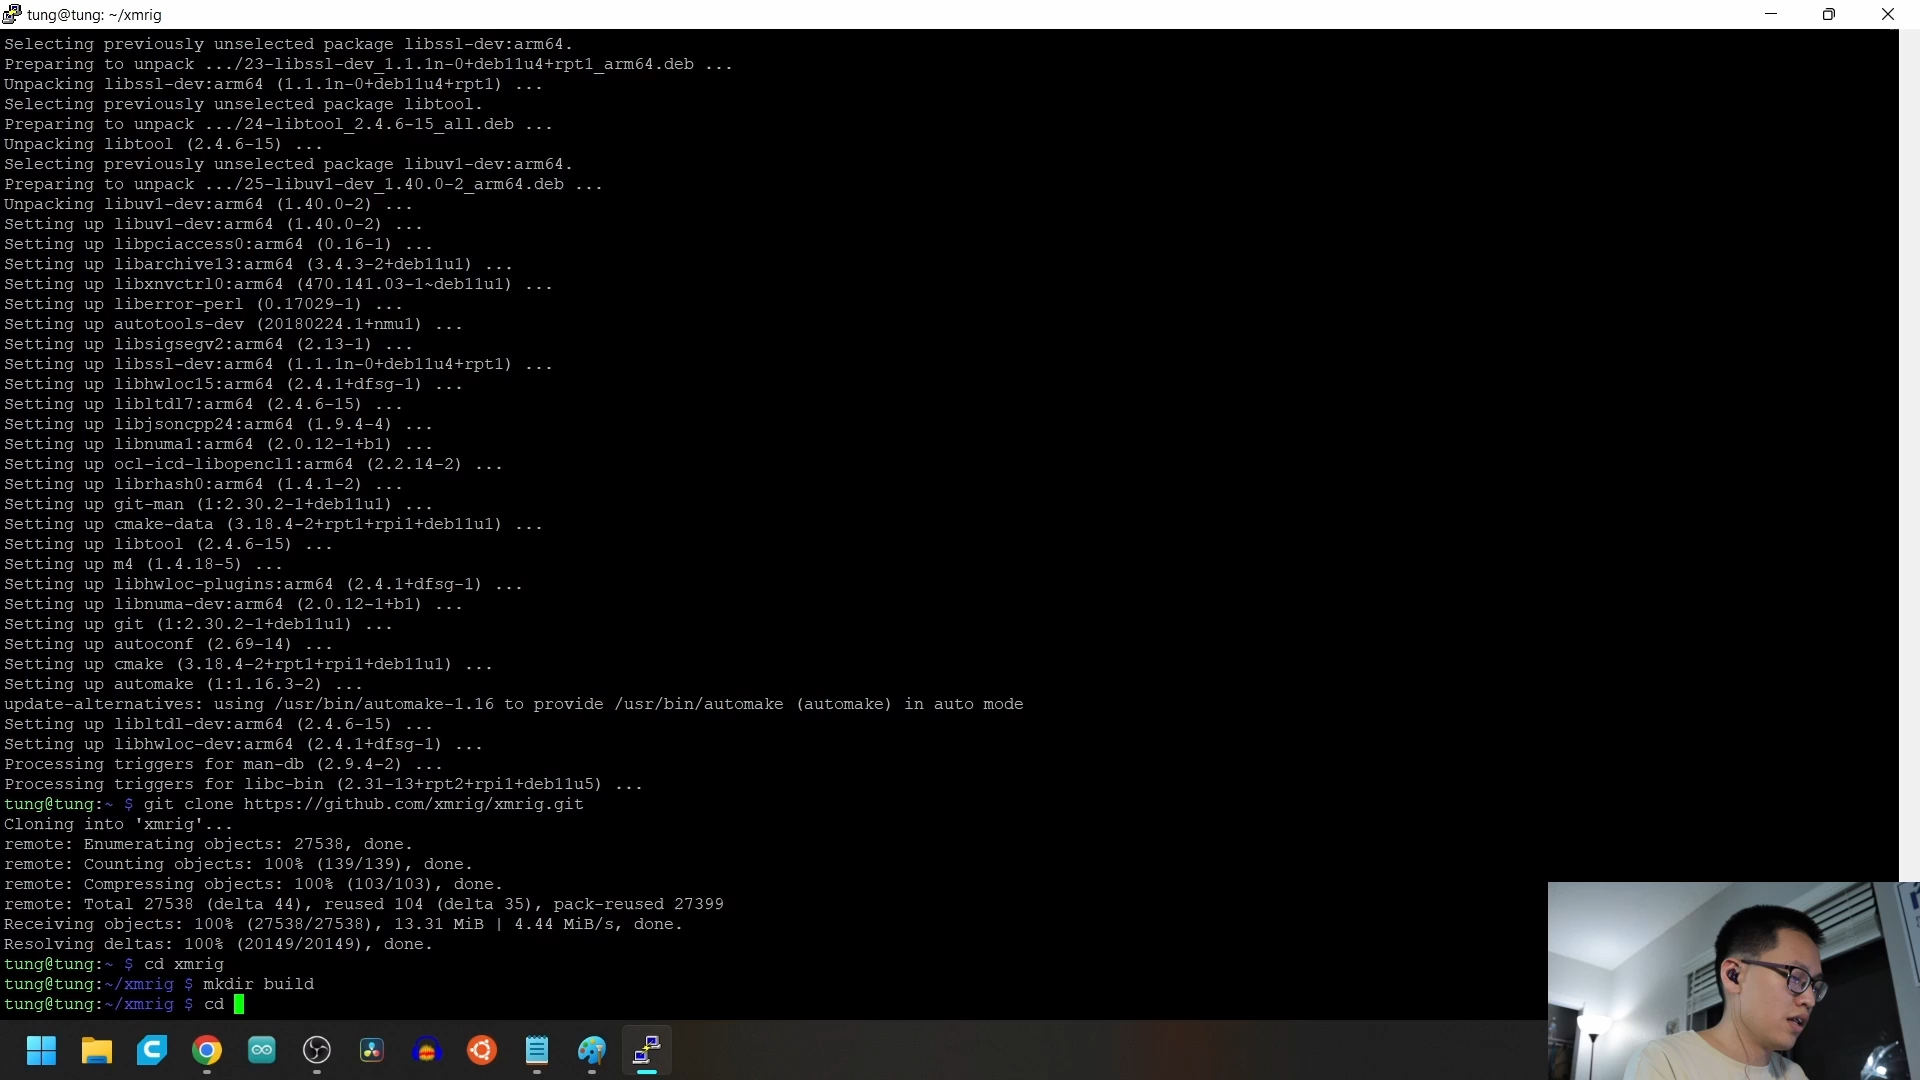 tung@tung: ~/xmrig
Selecting previously unselected package libssl-dev:arm64.
Preparing to unpack .../23-libssl-dev_1.1.1n-0+deb11u4+rpt1_arm64.deb ...
Unpacking libssl-dev:arm64 (1.1.1n-0+deb11u4+rpt1) ...
Selecting previously unselected package libtool.
Preparing to unpack .../24-libtool_2.4.6-15_all.deb ...
Unpacking libtool (2.4.6-15) ...
Selecting previously unselected package libuv1-dev:arm64.
Preparing to unpack .../25-libuv1-dev_1.40.0-2_arm64.deb ...
Unpacking libuv1-dev:arm64 (1.40.0-2) ...
Setting up libuv1-dev:arm64 (1.40.0-2) ...
Setting up libpciaccess0:arm64 (0.16-1) ...
Setting up libarchive13:arm64 (3.4.3-2+deb11u1) ...
Setting up libxnvctrl0:arm64 (470.141.03-1~deb11u1) ...
Setting up liberror-perl (0.17029-1) ...
Setting up autotools-dev (20180224.1+nmu1) ...
Setting up libsigsegv2:arm64 (2.13-1) ...
Setting up libssl-dev:arm64 (1.1.1n-0+deb11u4+rpt1) ...
Setting up libhwloc15:arm64 (2.4.1+dfsg-1) ...
Setting up libltdl7:arm64 (2.4.6-15) ...
Setting up libjsoncpp24:arm64 (1.9.4-4) ...
Setting up libnuma1:arm64 (2.0.12-1+b1) ...
Setting up ocl-icd-libopencl1:arm64 (2.2.14-2) ...
Setting up librhash0:arm64 (1.4.1-2) ...
Setting up git-man (1:2.30.2-1+deb11u1) ...
Setting up cmake-data (3.18.4-2+rpt1+rpi1+deb11u1) ...
Setting up libtool (2.4.6-15) ...
Setting up m4 (1.4.18-5) ...
Setting up libhwloc-plugins:arm64 (2.4.1+dfsg-1) ...
Setting up libnuma-dev:arm64 (2.0.12-1+b1) ...
Setting up git (1:2.30.2-1+deb11u1) ...
Setting up autoconf (2.69-14) ...
Setting up cmake (3.18.4-2+rpt1+rpi1+deb11u1) ...
Setting up automake (1:1.16.3-2) ...
update-alternatives: using /usr/bin/automake-1.16 to provide /usr/bin/automake (automake) in auto mode
Setting up libltdl-dev:arm64 (2.4.6-15) ...
Setting up libhwloc-dev:arm64 (2.4.1+dfsg-1) ...
Processing triggers for man-db (2.9.4-2) ...
Processing triggers for libc-bin (2.31-13+rpt2+rpi1+deb11u5) ...
tung@tung:~ $ git clone https://github.com/xmrig/xmrig.git
Cloning into 'xmrig'...
remote: Enumerating objects: 27538, done.
remote: Counting objects: 100% (139/139), done.
remote: Compressing objects: 100% (103/103), done.
remote: Total 27538 (delta 44), reused 104 (delta 35), pack-reused 27399
Receiving objects: 100% (27538/27538), 13.31 MiB | 4.44 MiB/s, done.
Resolving deltas: 100% (20149/20149), done.
tung@tung:~ $ cd xmrig
tung@tung:~/xmrig $ mkdir build
tung@tung:~/xmrig $ cd